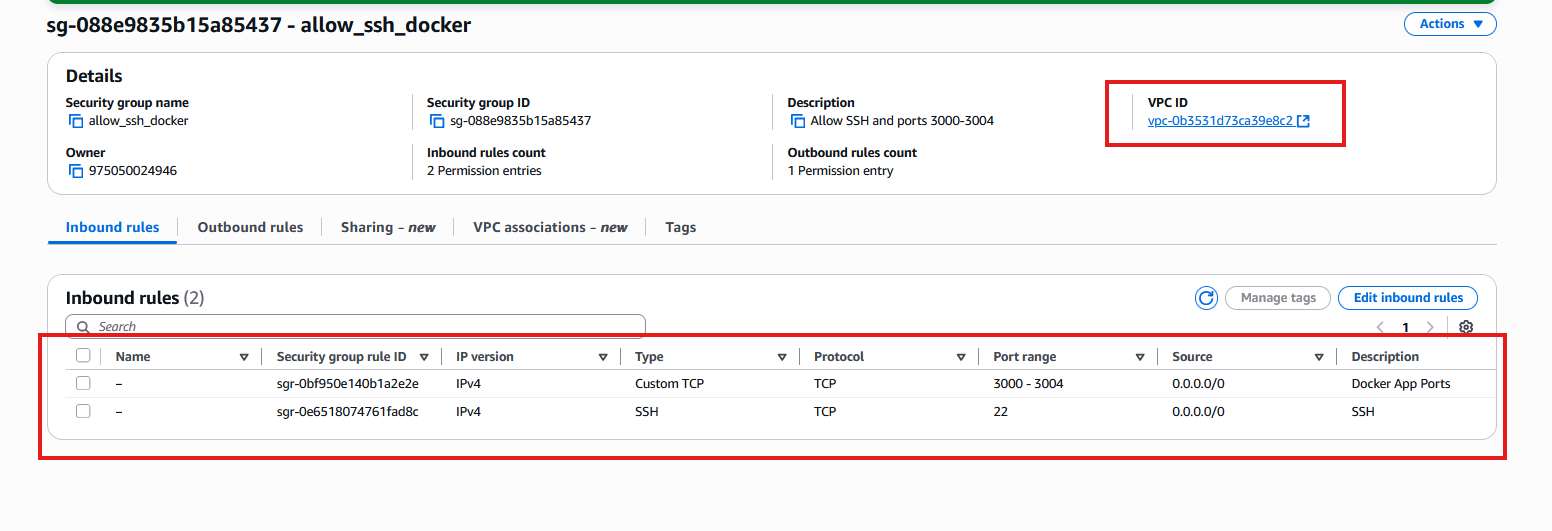 sg-088e9835b15a85437 - allow_ssh_docker
Actions
Details
Security group name
allow_ssh_docker
Security group ID
sg-088e9835b15a85437
Description
Allow SSH and ports 3000-3004
VPC ID
vpc-0b3531d73ca39e8c2
Owner
975050024946
Inbound rules count
2 Permission entries
Outbound rules count
1 Permission entry
Inbound rules
Outbound rules
Sharing - new
VPC associations - new
Tags
Inbound rules (2)
Manage tags
Edit inbound rules
Search
1
Name Security group rule ID IP version Type Protocol Port range Source Description
– sgr-0bf950e140b1a2e2e IPv4 Custom TCP TCP 3000 - 3004 0.0.0.0/0 Docker App Ports
– sgr-0e6518074761fad8c IPv4 SSH TCP 22 0.0.0.0/0 SSH